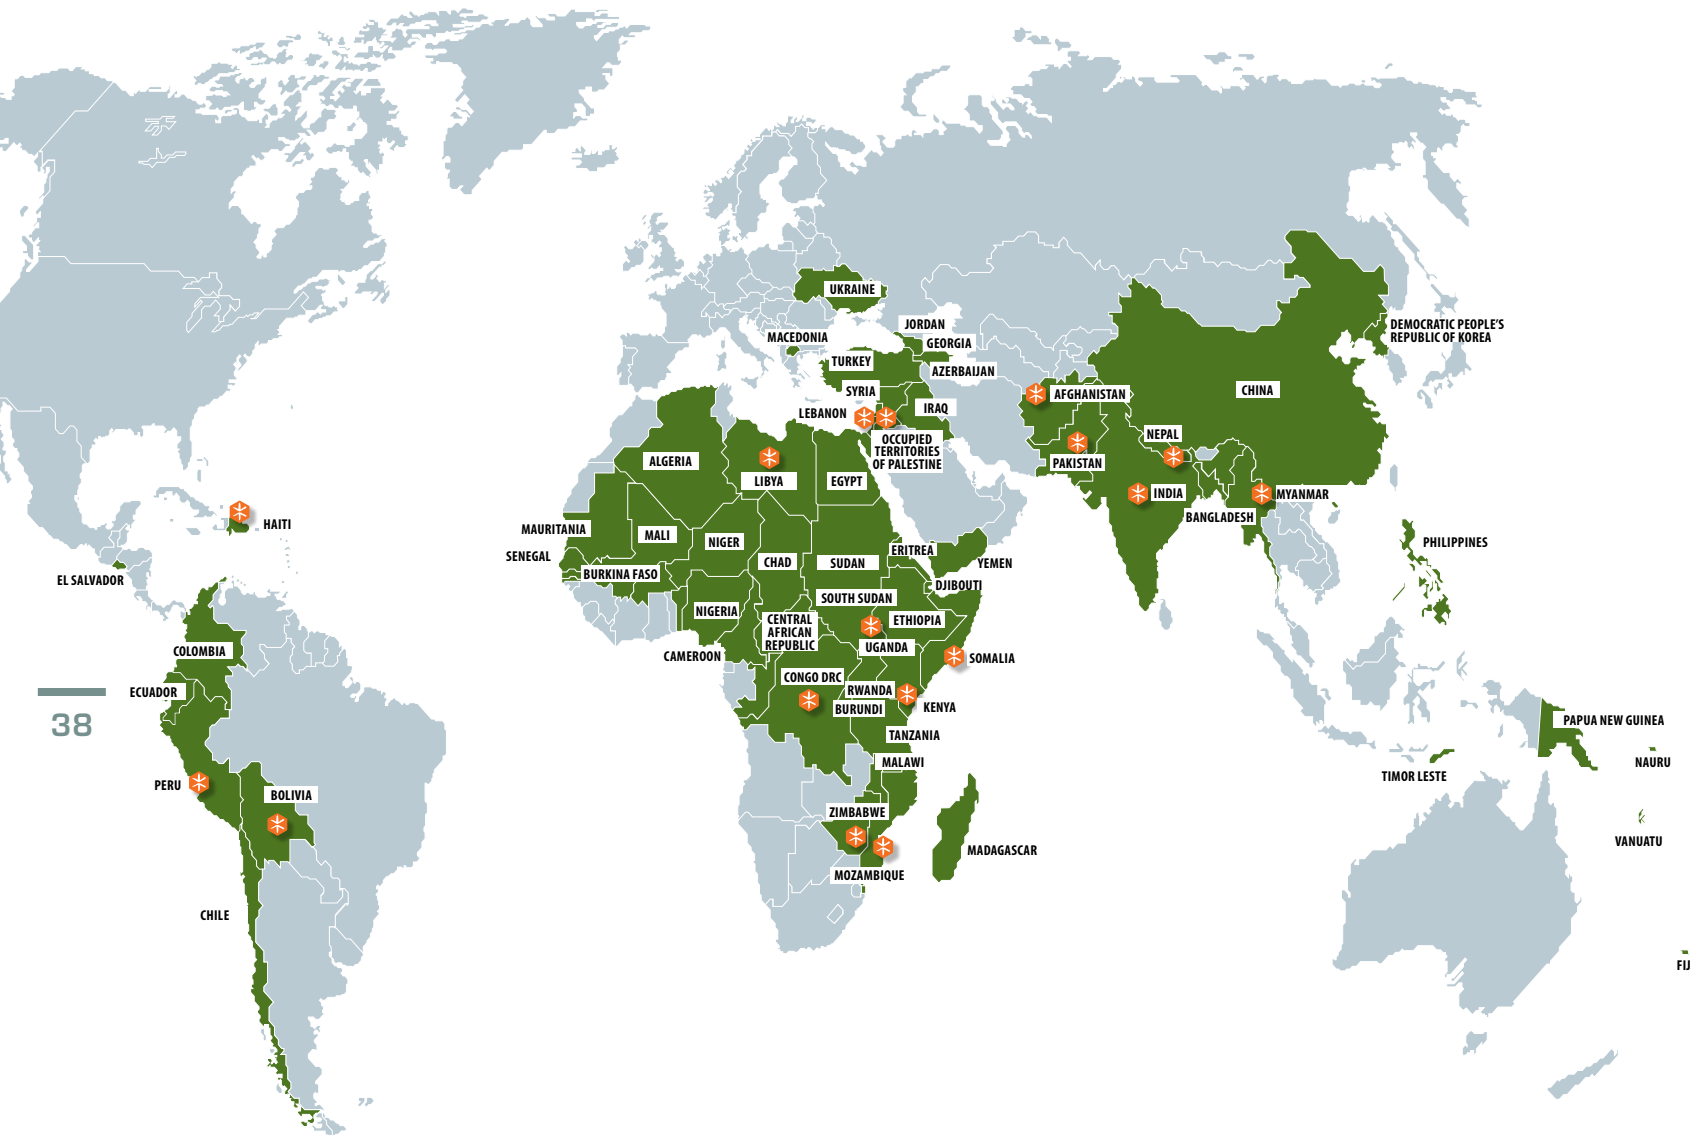 UKRAINE
JORDAN
DEMOCRATIC PEOPLE'S
REPUBLIC OF KOREA
MACEDONIA
GEORGIA
TURKEY
AZERBAIJAN
SYRIA
AFGHANISTAN
CHINA
LEBANON
IRAQ
NEPAL
OCCUPIED
TERRITORIES
OF PALESTINE
ALGERIA
PAKISTAN
LIBYA
EGYPT
INDIA
MYANMAR
BANGLADESH
HAITI
MAURITANIA
MALI
NIGER
PHILIPPINES
SENEGAL
ERITREA
CHAD
SUDAN
YEMEN
EL SALVADOR
BURKINA FASO
DJIBOUTI
SOUTH SUDAN
NIGERIA
CENTRAL
AFRICAN
REPUBLIC
ETHIOPIA
COLOMBIA
UGANDA
CAMEROON
SOMALIA
CONGO DRC
ECUADOR
RWANDA
BURUNDI
KENYA
38
PAPUA NEW GUINEA
TANZANIA
MALAWI
NAURU
TIMOR LESTE
PERU
BOLIVIA
ZIMBABWE
VANUATU
MADAGASCAR
MOZAMBIQUE
CHILE
FIJ